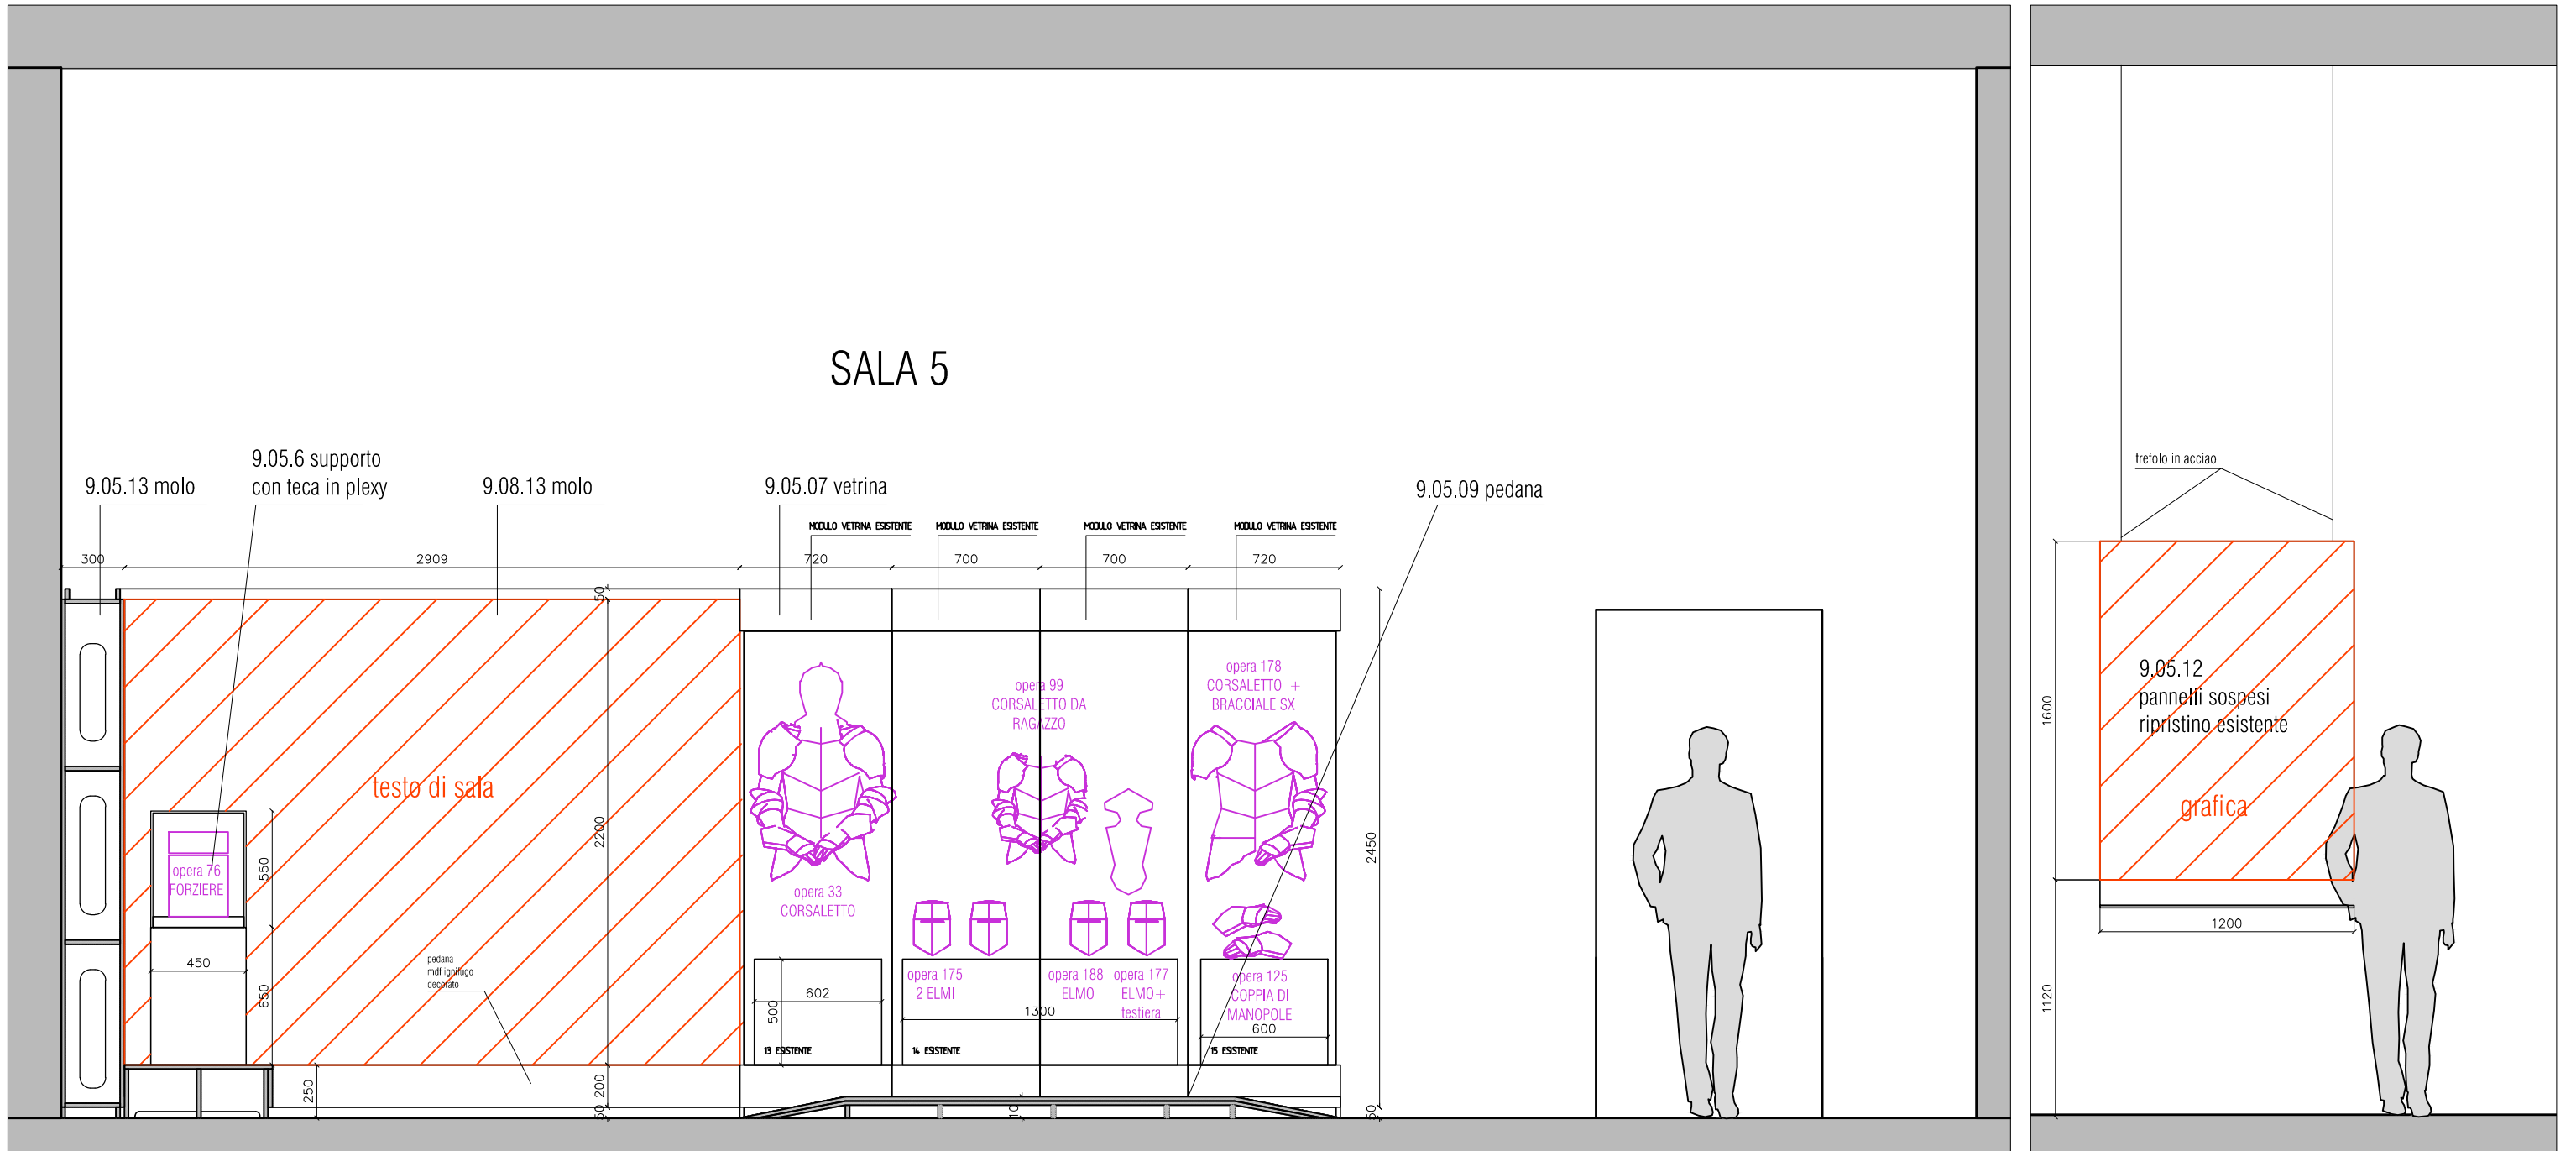 SALA 5
9.05.13 molo
9.05.6 supporto
con teca in plexy
9.08.13 molo
9.05.07 vetrina
9.05.09 pedana
MODULO VETRINA ESISTENTE
MODULO VETRINA ESISTENTE
MODULO VETRINA ESISTENTE
MODULO VETRINA ESISTENTE
300
2909
720
700
700
720
50
testo di sala
2200
opera 76
FORZIERE
550
450
650
pedana
mdf ignifugo
decorato
250
200
50
opera 33
CORSALETTO
opera 99
CORSALETTO DA
RAGAZZO
opera 178
CORSALETTO +
BRACCIALE SX
opera 175
2 ELMI
opera 188
ELMO
opera 177
ELMO+
testiera
opera 125
COPPIA DI
MANOPOLE
602
500
1300
600
13 ESISTENTE
14 ESISTENTE
15 ESISTENTE
2450
50
trefolo in acciao
9.05.12
pannelli sospesi
ripristino esistente
grafica
1600
1200
1120